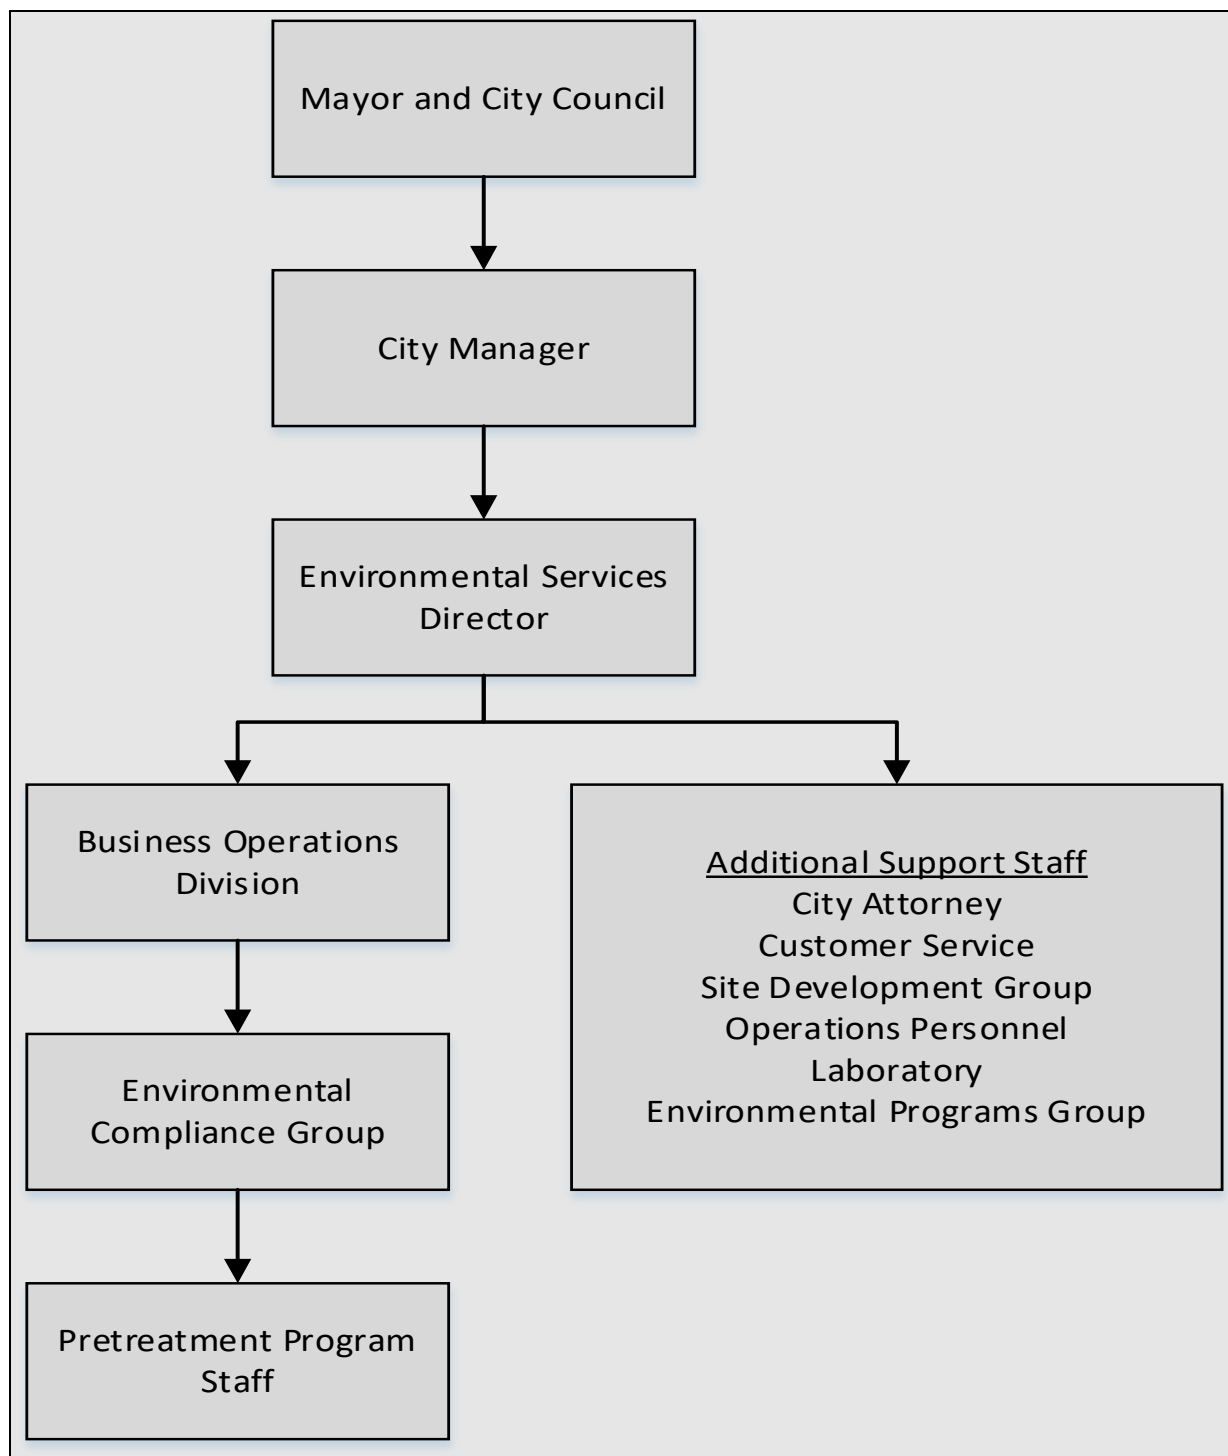 Mayor and City Council
City Manager
Environmental Services
Director
Business Operations
Division
Environmental
Compliance Group
Pretreatment Program
Staff
Additional Support Staff
City Attorney
Customer Service
Site Development Group
Operations Personnel
Laboratory
Environmental Programs Group